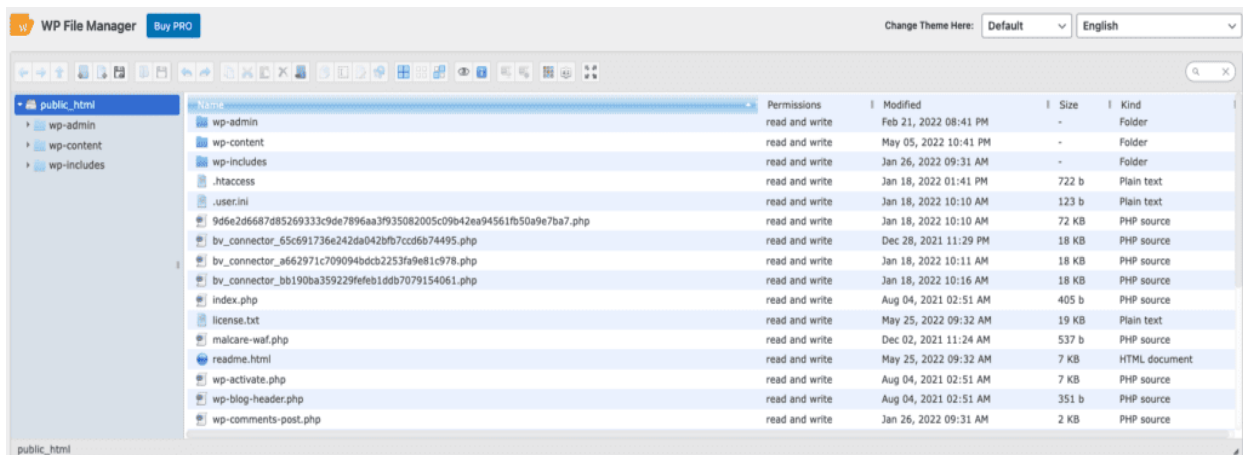 WP File Manager Buy PRO Change Theme Here: Default English
public_html
wp-admin
wp-content
wp-includes
Name Permissions Modified Size Kind
wp-admin read and write Feb 21, 2022 08:41 PM - Folder
wp-content read and write May 05, 2022 10:41 PM - Folder
wp-includes read and write Jan 26, 2022 09:31 AM - Folder
.htaccess read and write Jan 18, 2022 01:41 PM 722 b Plain text
.user.ini read and write Jan 18, 2022 10:10 AM 123 b Plain text
9d6e2d6687d85269333c9de7896aa3f935082005c09b42ea94561fb50a9e7ba7.php read and write Jan 18, 2022 10:10 AM 72 KB PHP source
bv_connector_65c691736e242da042bfb7ccd6b74495.php read and write Dec 28, 2021 11:29 PM 18 KB PHP source
bv_connector_a662971c709094bdcb2253fa9e81c978.php read and write Jan 18, 2022 10:11 AM 18 KB PHP source
bv_connector_bb190ba359229fefeb1ddb7079154061.php read and write Jan 18, 2022 10:16 AM 18 KB PHP source
index.php read and write Aug 04, 2021 02:51 AM 405 b PHP source
license.txt read and write May 25, 2022 09:32 AM 19 KB Plain text
malcare-waf.php read and write Dec 02, 2021 11:24 AM 537 b PHP source
readme.html read and write May 25, 2022 09:32 AM 7 KB HTML document
wp-activate.php read and write Aug 04, 2021 02:51 AM 7 KB PHP source
wp-blog-header.php read and write Aug 04, 2021 02:51 AM 351 b PHP source
wp-comments-post.php read and write Jan 26, 2022 09:31 AM 2 KB PHP source
public_html